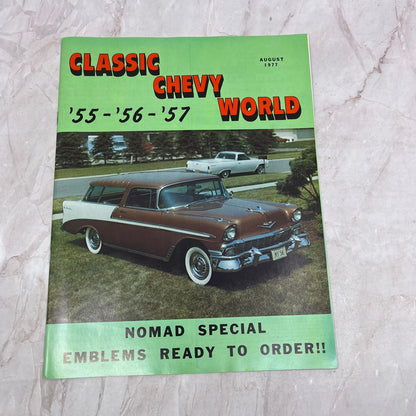 CLASSIC
CHEVY
WORLD
AUGUST
1977
'55-'56-'57
NOMAD SPECIAL
EMBLEMS READY TO ORDER!!